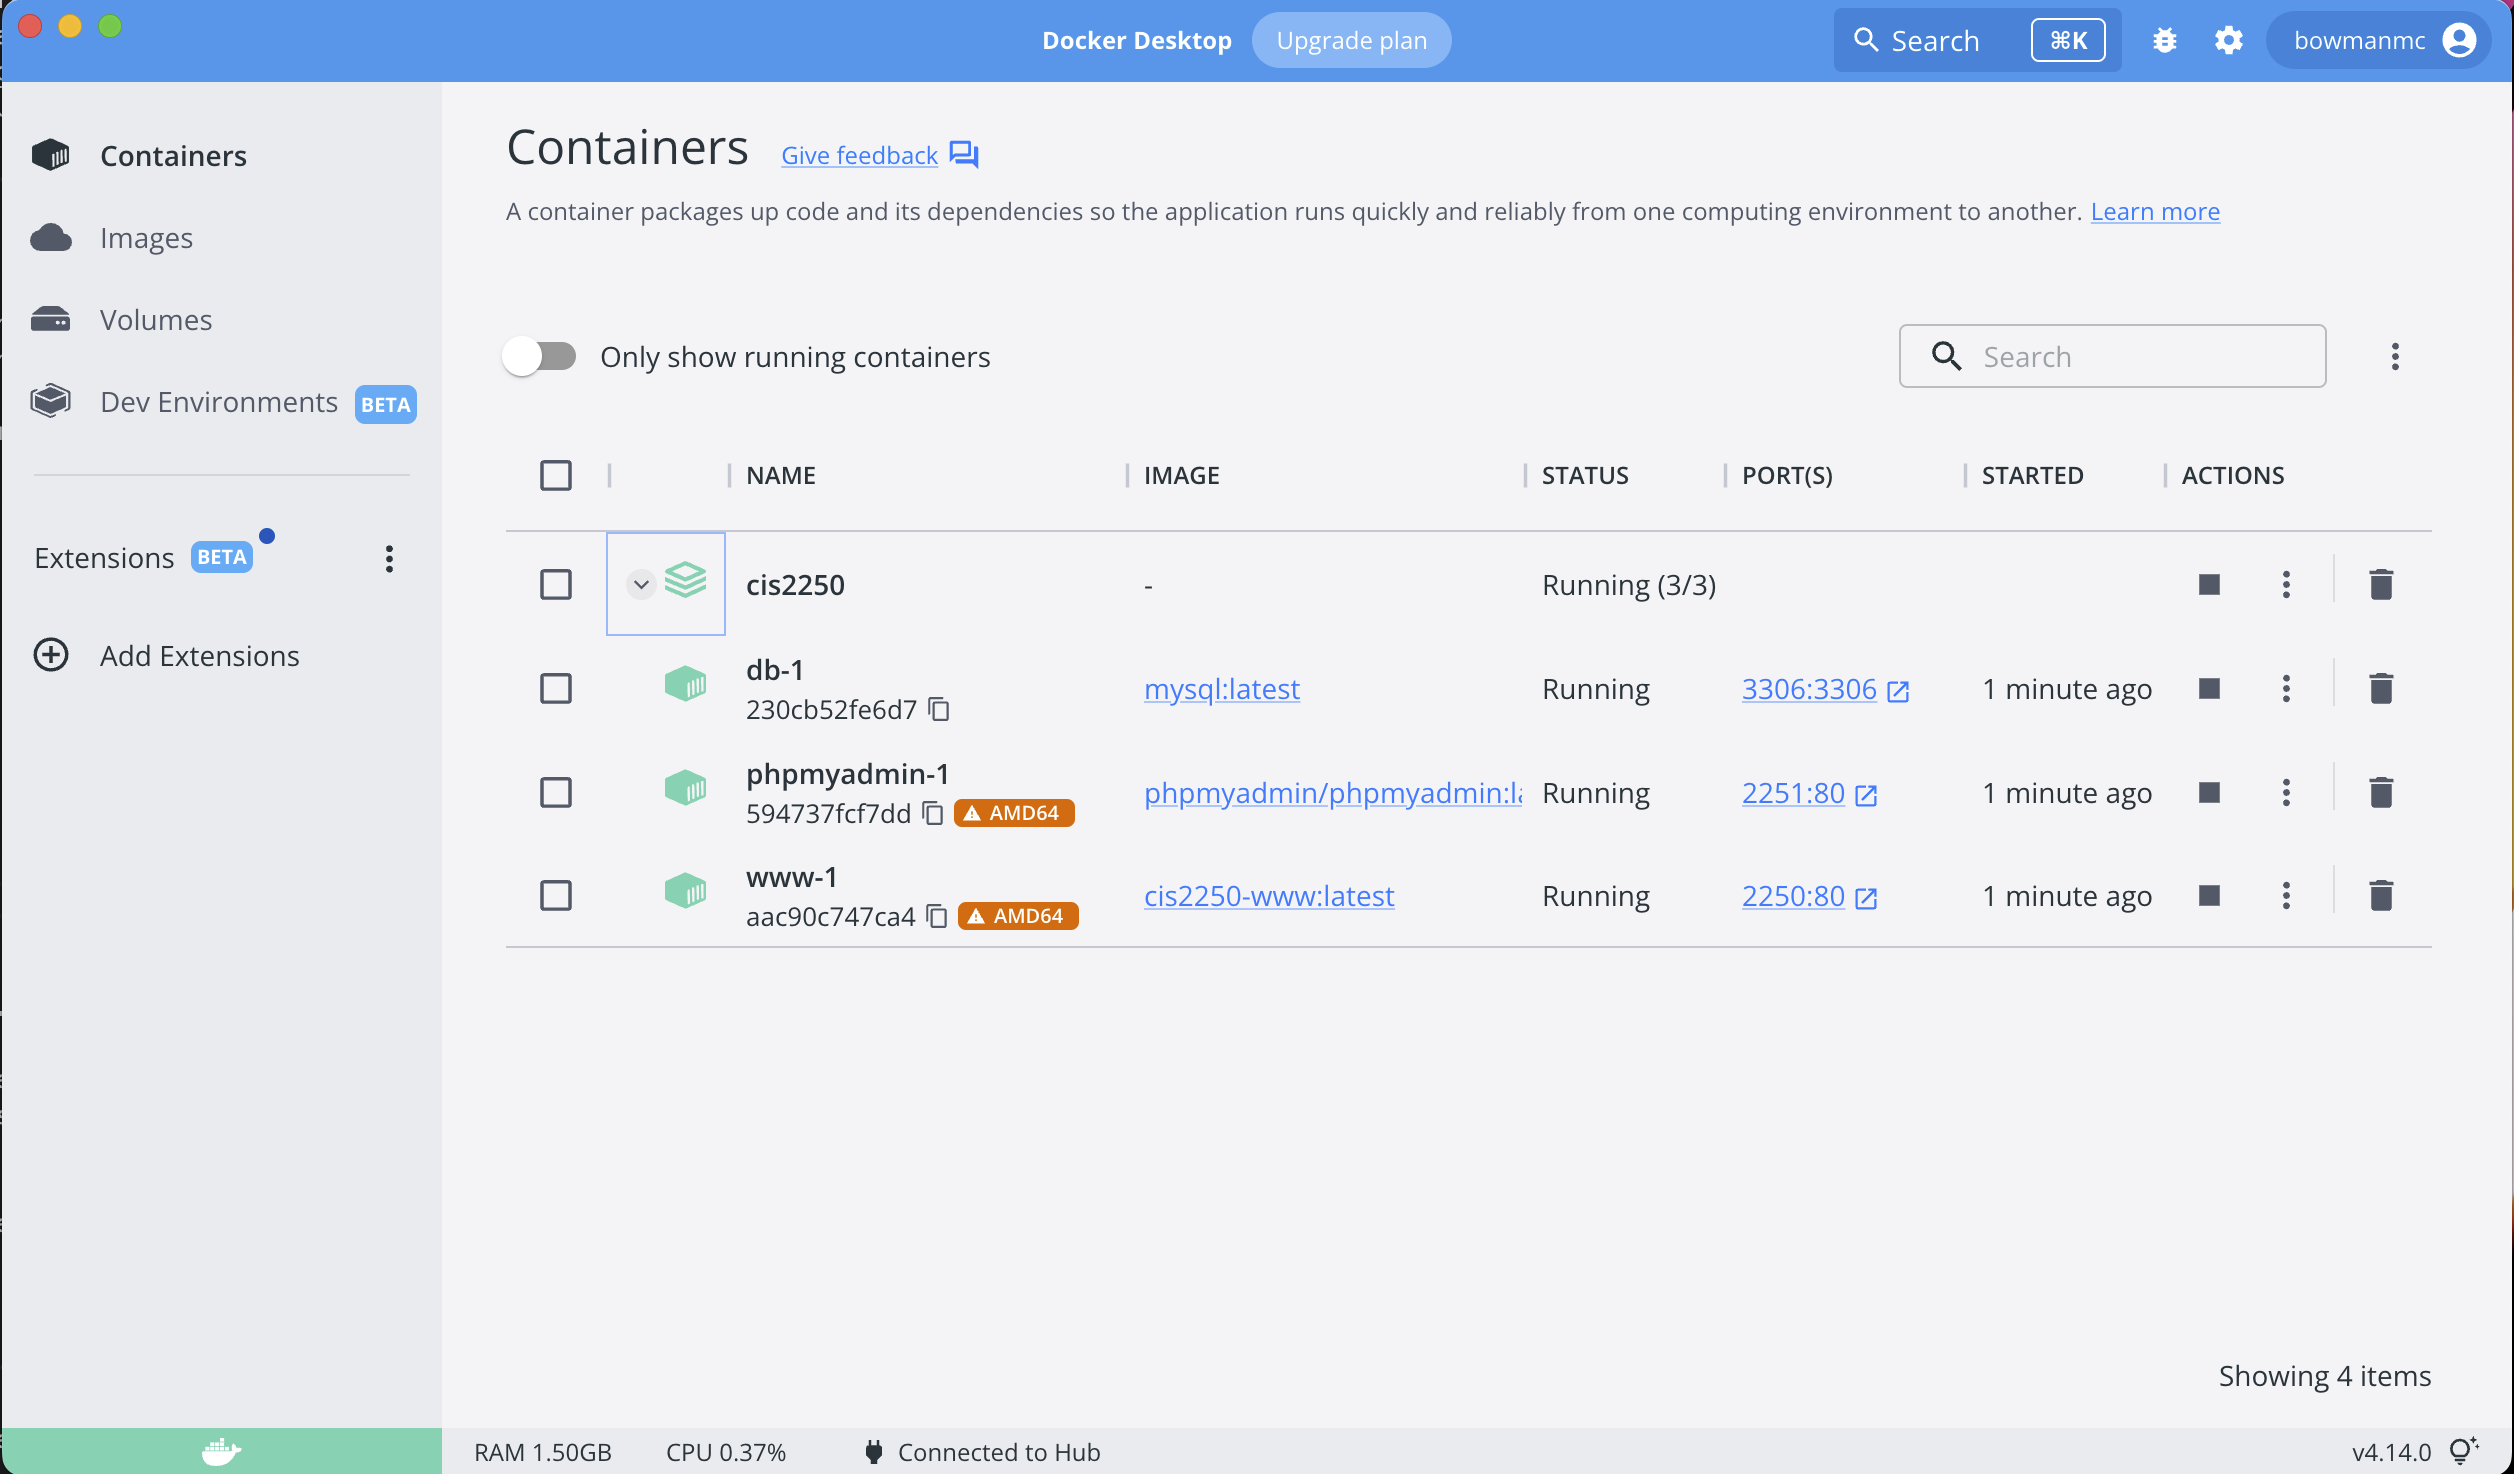 Docker Desktop Upgrade plan Search ⌘K bowmanmc
Containers
Images
Volumes
Dev Environments BETA
Extensions BETA
Add Extensions
Containers Give feedback
A container packages up code and its dependencies so the application runs quickly and reliably from one computing environment to another. Learn more
Only show running containers Search
NAME IMAGE STATUS PORT(S) STARTED ACTIONS
cis2250 - Running (3/3)
db-1
230cb52fe6d7 mysql:latest Running 3306:3306 1 minute ago
phpmyadmin-1
594737fcf7dd AMD64 phpmyadmin/phpmyadmin:la Running 2251:80 1 minute ago
www-1
aac90c747ca4 AMD64 cis2250-www:latest Running 2250:80 1 minute ago
Showing 4 items
RAM 1.50GB CPU 0.37% Connected to Hub v4.14.0